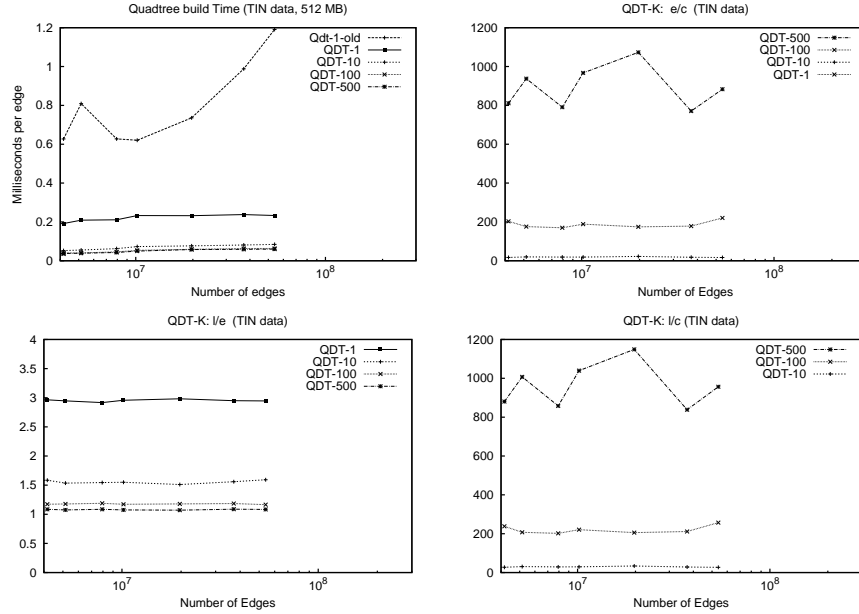 Quadtree build Time (TIN data, 512 MB)
Milliseconds per edge
1.2
1
0.8
0.6
0.4
0.2
0
10^7
10^8
Number of edges
Qdt-1-old
QDT-1
QDT-10
QDT-100
QDT-500
QDT-K: e/c (TIN data)
1200
1000
800
600
400
200
0
10^7
10^8
Number of Edges
QDT-500
QDT-100
QDT-10
QDT-1
QDT-K: l/e (TIN data)
4
3.5
3
2.5
2
1.5
1
0.5
0
10^7
10^8
Number of Edges
QDT-1
QDT-10
QDT-100
QDT-500
QDT-K: l/c (TIN data)
1200
1000
800
600
400
200
0
10^7
10^8
Number of Edges
QDT-500
QDT-100
QDT-10